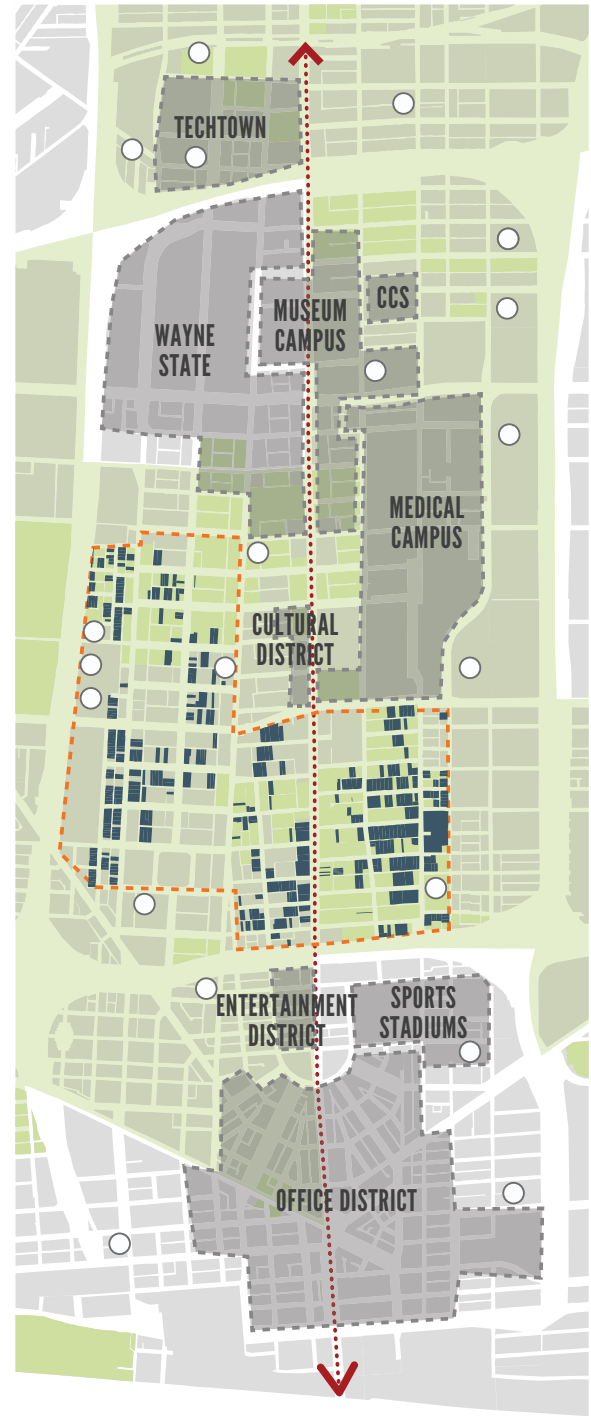 TECHTOWN
CCS
MUSEUM
CAMPUS
WAYNE
STATE
MEDICAL
CAMPUS
CULTURAL
DISTRICT
ENTERTAINMENT
DISTRICT
SPORTS
STADIUMS
OFFICE DISTRICT